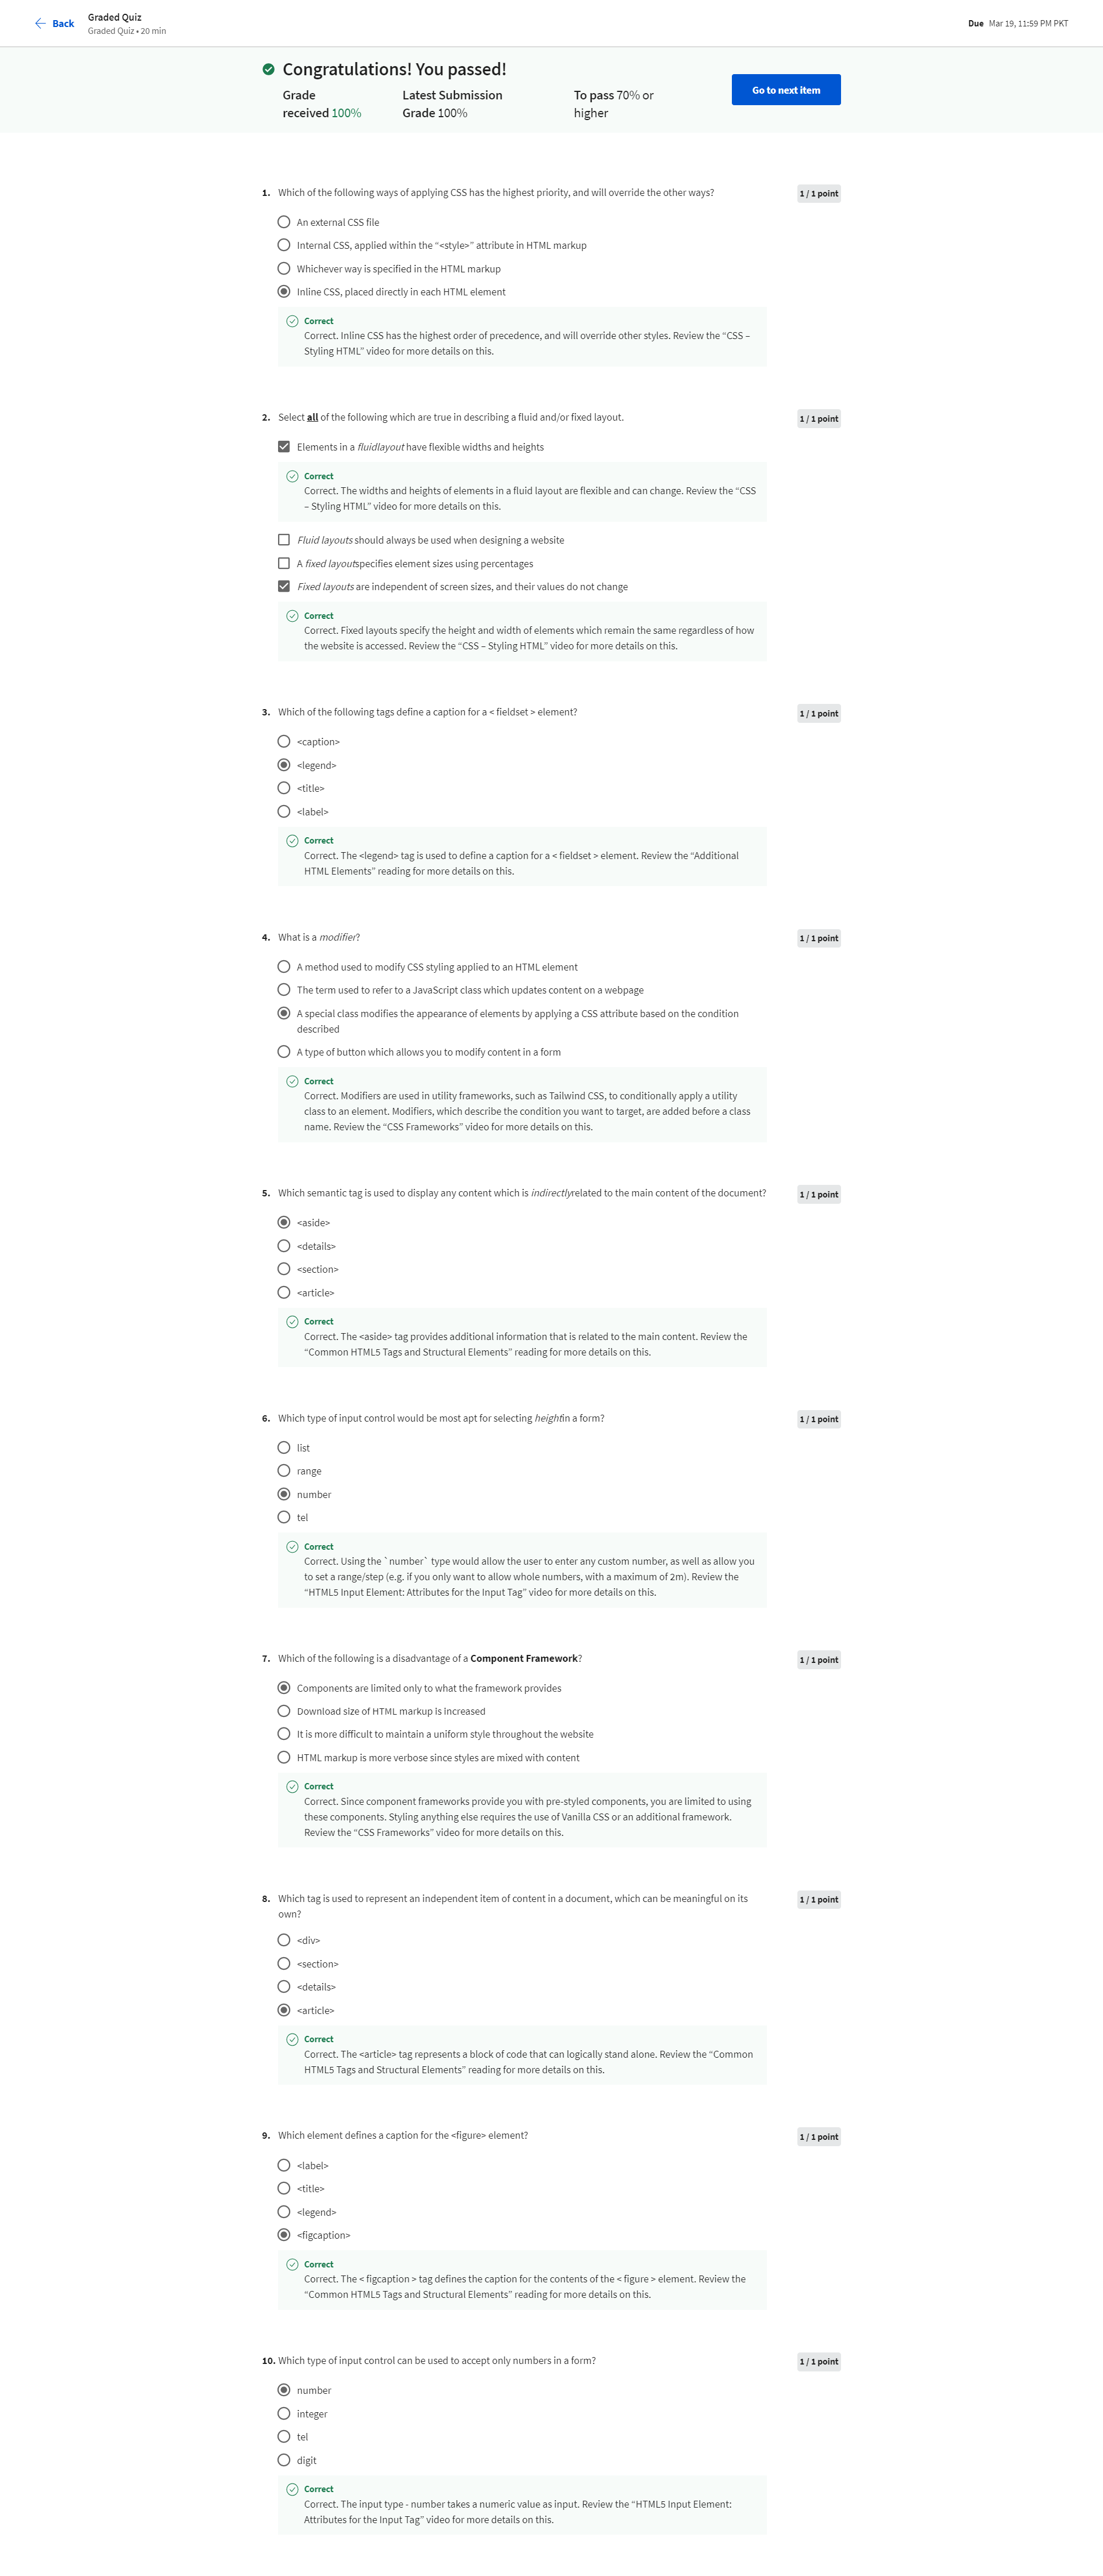 Back
Graded Quiz
Graded Quiz • 20 min
Due Mar 19, 11:59 PM PKT
Congratulations! You passed!
Grade
received 100%
Latest Submission
Grade 100%
To pass 70% or
higher
Go to next item
1. Which of the following ways of applying CSS has the highest priority, and will override the other ways?
1 / 1 point
An external CSS file
Internal CSS, applied within the “<style>” attribute in HTML markup
Whichever way is specified in the HTML markup
Inline CSS, placed directly in each HTML element
Correct
Correct. Inline CSS has the highest order of precedence, and will override other styles. Review the “CSS –
Styling HTML” video for more details on this.
2. Select all of the following which are true in describing a fluid and/or fixed layout.
1 / 1 point
Elements in a fluidlayout have flexible widths and heights
Correct
Correct. The widths and heights of elements in a fluid layout are flexible and can change. Review the “CSS
– Styling HTML” video for more details on this.
Fluid layouts should always be used when designing a website
A fixed layoutspecifies element sizes using percentages
Fixed layouts are independent of screen sizes, and their values do not change
Correct
Correct. Fixed layouts specify the height and width of elements which remain the same regardless of how
the website is accessed. Review the “CSS – Styling HTML” video for more details on this.
3. Which of the following tags define a caption for a < fieldset > element?
1 / 1 point
<caption>
<legend>
<title>
<label>
Correct
Correct. The <legend> tag is used to define a caption for a < fieldset > element. Review the “Additional
HTML Elements” reading for more details on this.
4. What is a modifier?
1 / 1 point
A method used to modify CSS styling applied to an HTML element
The term used to refer to a JavaScript class which updates content on a webpage
A special class modifies the appearance of elements by applying a CSS attribute based on the condition
described
A type of button which allows you to modify content in a form
Correct
Correct. Modifiers are used in utility frameworks, such as Tailwind CSS, to conditionally apply a utility
class to an element. Modifiers, which describe the condition you want to target, are added before a class
name. Review the “CSS Frameworks” video for more details on this.
5. Which semantic tag is used to display any content which is indirectlyrelated to the main content of the document?
1 / 1 point
<aside>
<details>
<section>
<article>
Correct
Correct. The <aside> tag provides additional information that is related to the main content. Review the
“Common HTML5 Tags and Structural Elements” reading for more details on this.
6. Which type of input control would be most apt for selecting heightin a form?
1 / 1 point
list
range
number
tel
Correct
Correct. Using the `number` type would allow the user to enter any custom number, as well as allow you
to set a range/step (e.g. if you only want to allow whole numbers, with a maximum of 2m). Review the
“HTML5 Input Element: Attributes for the Input Tag” video for more details on this.
7. Which of the following is a disadvantage of a Component Framework?
1 / 1 point
Components are limited only to what the framework provides
Download size of HTML markup is increased
It is more difficult to maintain a uniform style throughout the website
HTML markup is more verbose since styles are mixed with content
Correct
Correct. Since component frameworks provide you with pre-styled components, you are limited to using
these components. Styling anything else requires the use of Vanilla CSS or an additional framework.
Review the “CSS Frameworks” video for more details on this.
8. Which tag is used to represent an independent item of content in a document, which can be meaningful on its
own?
1 / 1 point
<div>
<section>
<details>
<article>
Correct
Correct. The <article> tag represents a block of code that can logically stand alone. Review the “Common
HTML5 Tags and Structural Elements” reading for more details on this.
9. Which element defines a caption for the <figure> element?
1 / 1 point
<label>
<title>
<legend>
<figcaption>
Correct
Correct. The < figcaption > tag defines the caption for the contents of the < figure > element. Review the
“Common HTML5 Tags and Structural Elements” reading for more details on this.
10. Which type of input control can be used to accept only numbers in a form?
1 / 1 point
number
integer
tel
digit
Correct
Correct. The input type - number takes a numeric value as input. Review the “HTML5 Input Element:
Attributes for the Input Tag” video for more details on this.